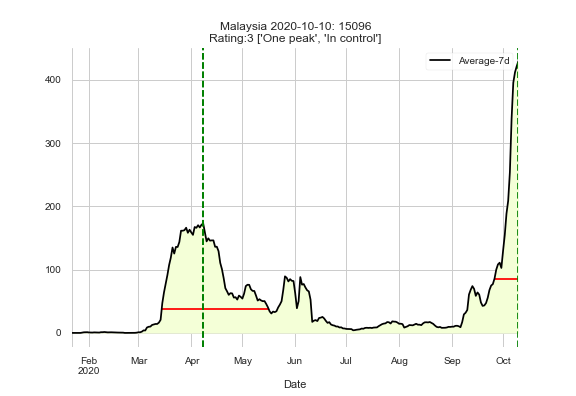 Malaysia 2020-10-10: 15096
Rating:3 ['One peak', 'In control']
Average-7d
400
300
200
100
0
Feb
2020
Mar
Apr
May
Jun
Jul
Aug
Sep
Oct
Date